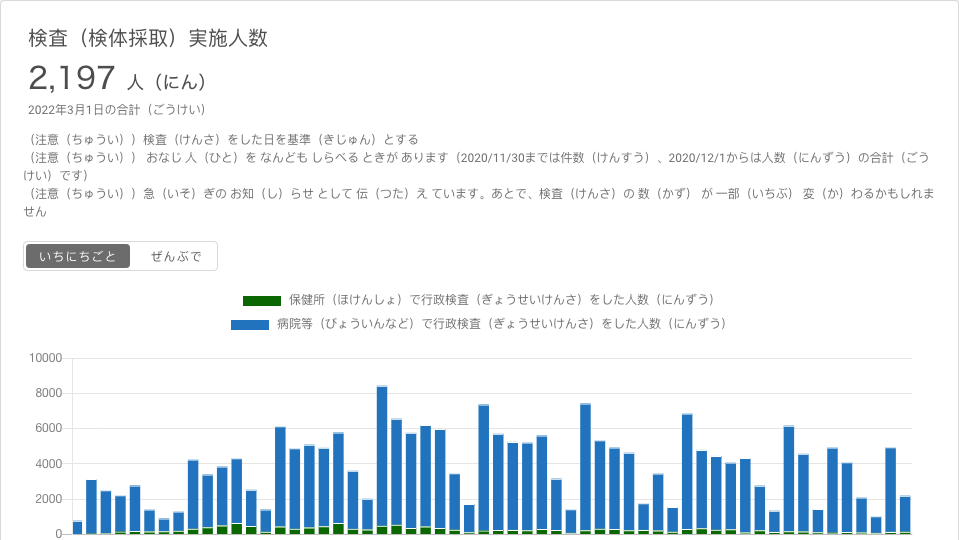 検査（検体採取）実施人数
2,197 人（にん）
2022年3月1日の合計（ごうけい）
（注意（ちゅうい））検査（けんさ）をした日を基準（きじゅん）とする
（注意（ちゅうい）） おなじ 人（ひと）を なんども しらべる ときが あります（2020/11/30までは件数（けんすう）、2020/12/1からは人数（にんずう）の合計（ごう
けい）です）
（注意（ちゅうい））急（いそ）ぎの お知（し）らせ として 伝（つた）え ています。あとで、検査（けんさ）の 数（かず） が 一部（いちぶ） 変（か）わるかもしれま
せん
いちにちごと ぜんぶで
保健所（ほけんしょ）で行政検査（ぎょうせいけんさ）をした人数（にんずう）
病院等（びょういんなど）で行政検査（ぎょうせいけんさ）をした人数（にんずう）
10000
8000
6000
4000
2000
0